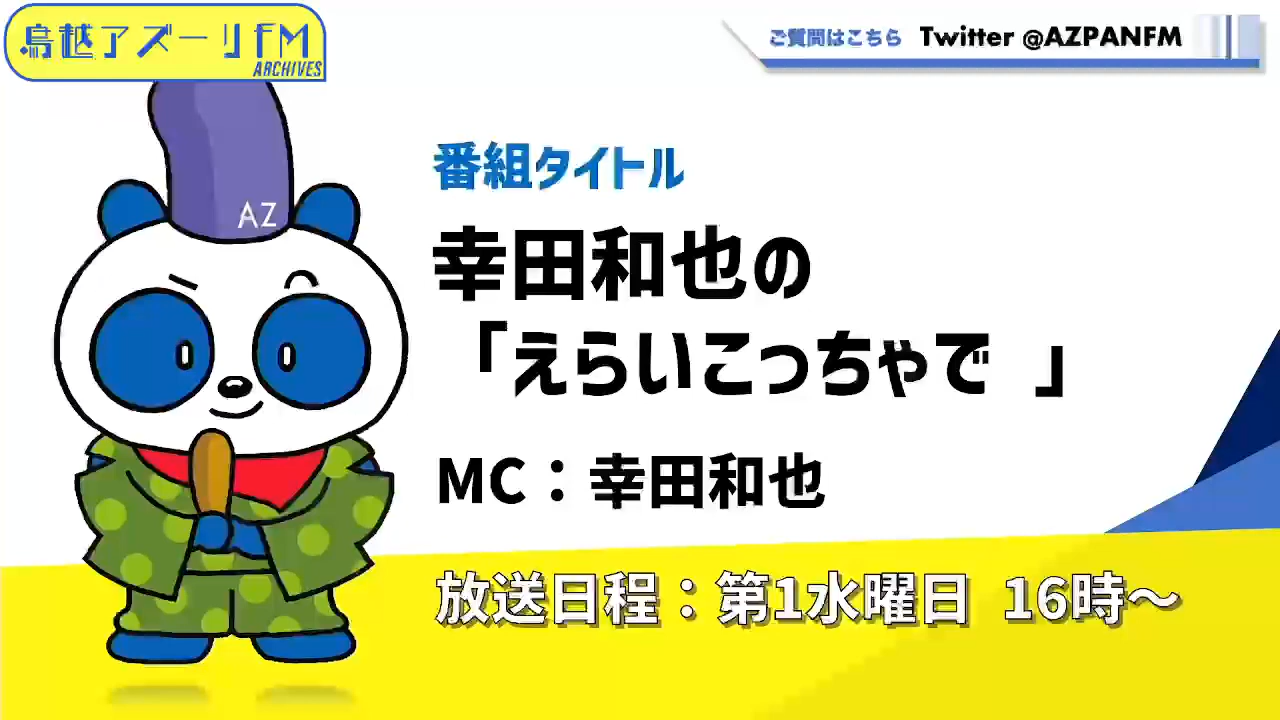 鳥越アズーリFM
ARCHIVES
ご質問はこちら Twitter @AZPANFM
AZ
番組タイトル
幸田和也の
「えらいこっちゃで 」
MC：幸田和也
放送日程：第1水曜日 16時～